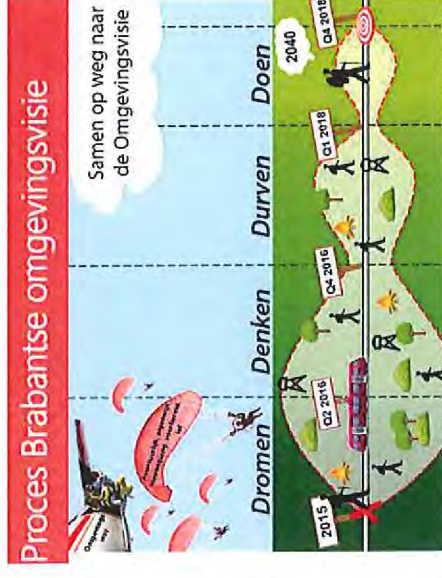 Proces Brabantse omgevingsvisie
Samen op weg naar
de Omgevingsvisie
Dromen
Denken
Durven
Doen
2040
2015
Q2 2016
Q4 2016
Q1 2018
Q4 2018